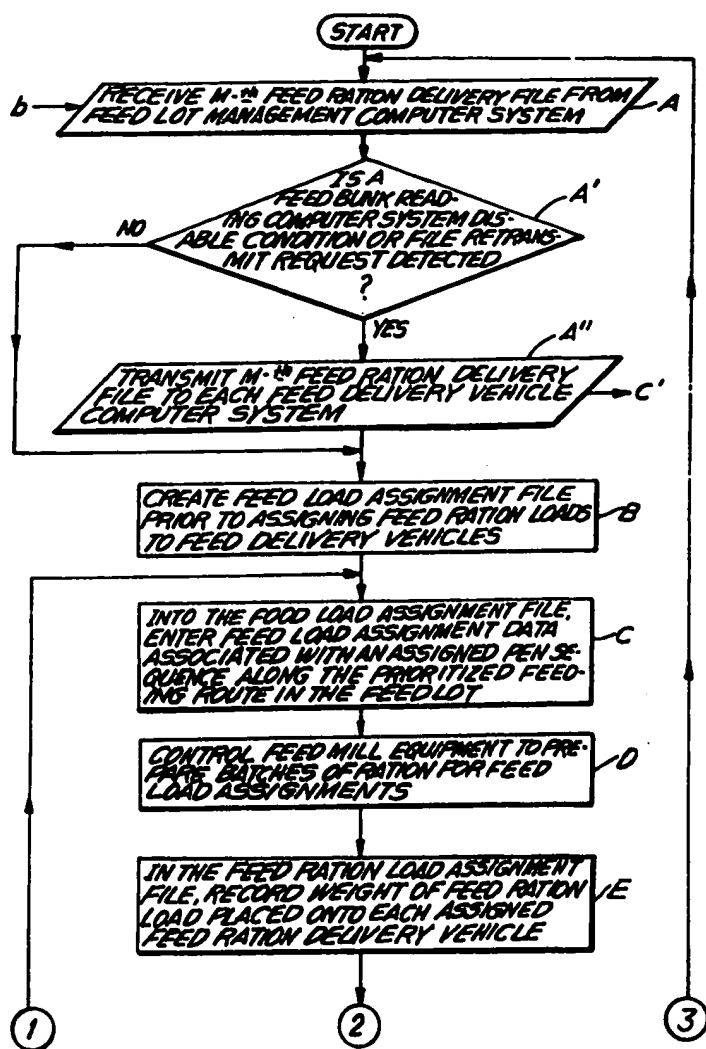 START
RECEIVE M-th FEED RATION DELIVERY FILE FROM
FEED LOT MANAGEMENT COMPUTER SYSTEM
b
A
IS A
FEED BUNK READ-
ING COMPUTER SYSTEM DIS-
ABLE CONDITION OR FILE RETRANS-
MIT REQUEST DETECTED
?
A'
NO
YES
A"
TRANSMIT M-th FEED RATION DELIVERY
FILE TO EACH FEED DELIVERY VEHICLE
COMPUTER SYSTEM
C'
CREATE FEED LOAD ASSIGNMENT FILE
PRIOR TO ASSIGNING FEED RATION LOADS
TO FEED DELIVERY VEHICLES
B
INTO THE FOOD LOAD ASSIGNMENT FILE,
ENTER FEED LOAD ASSIGNMENT DATA
ASSOCIATED WITH AN ASSIGNED PEN SE-
QUENCE ALONG THE PRIORITIZED FEED-
ING ROUTE IN THE FEED LOT
C
CONTROL FEED MILL EQUIPMENT TO PRE-
PARE BATCHES OF RATION FOR FEED
LOAD ASSIGNMENTS
D
IN THE FEED RATION LOAD ASSIGNMENT
FILE, RECORD WEIGHT OF FEED RATION
LOAD PLACED ONTO EACH ASSIGNED
FEED RATION DELIVERY VEHICLE
E
1
2
3